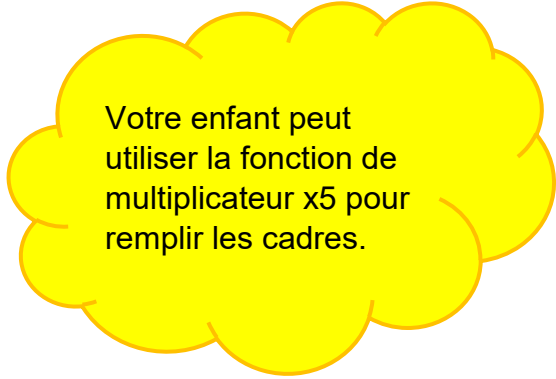 Votre enfant peut
utiliser la fonction de
multiplicateur x5 pour
remplir les cadres.